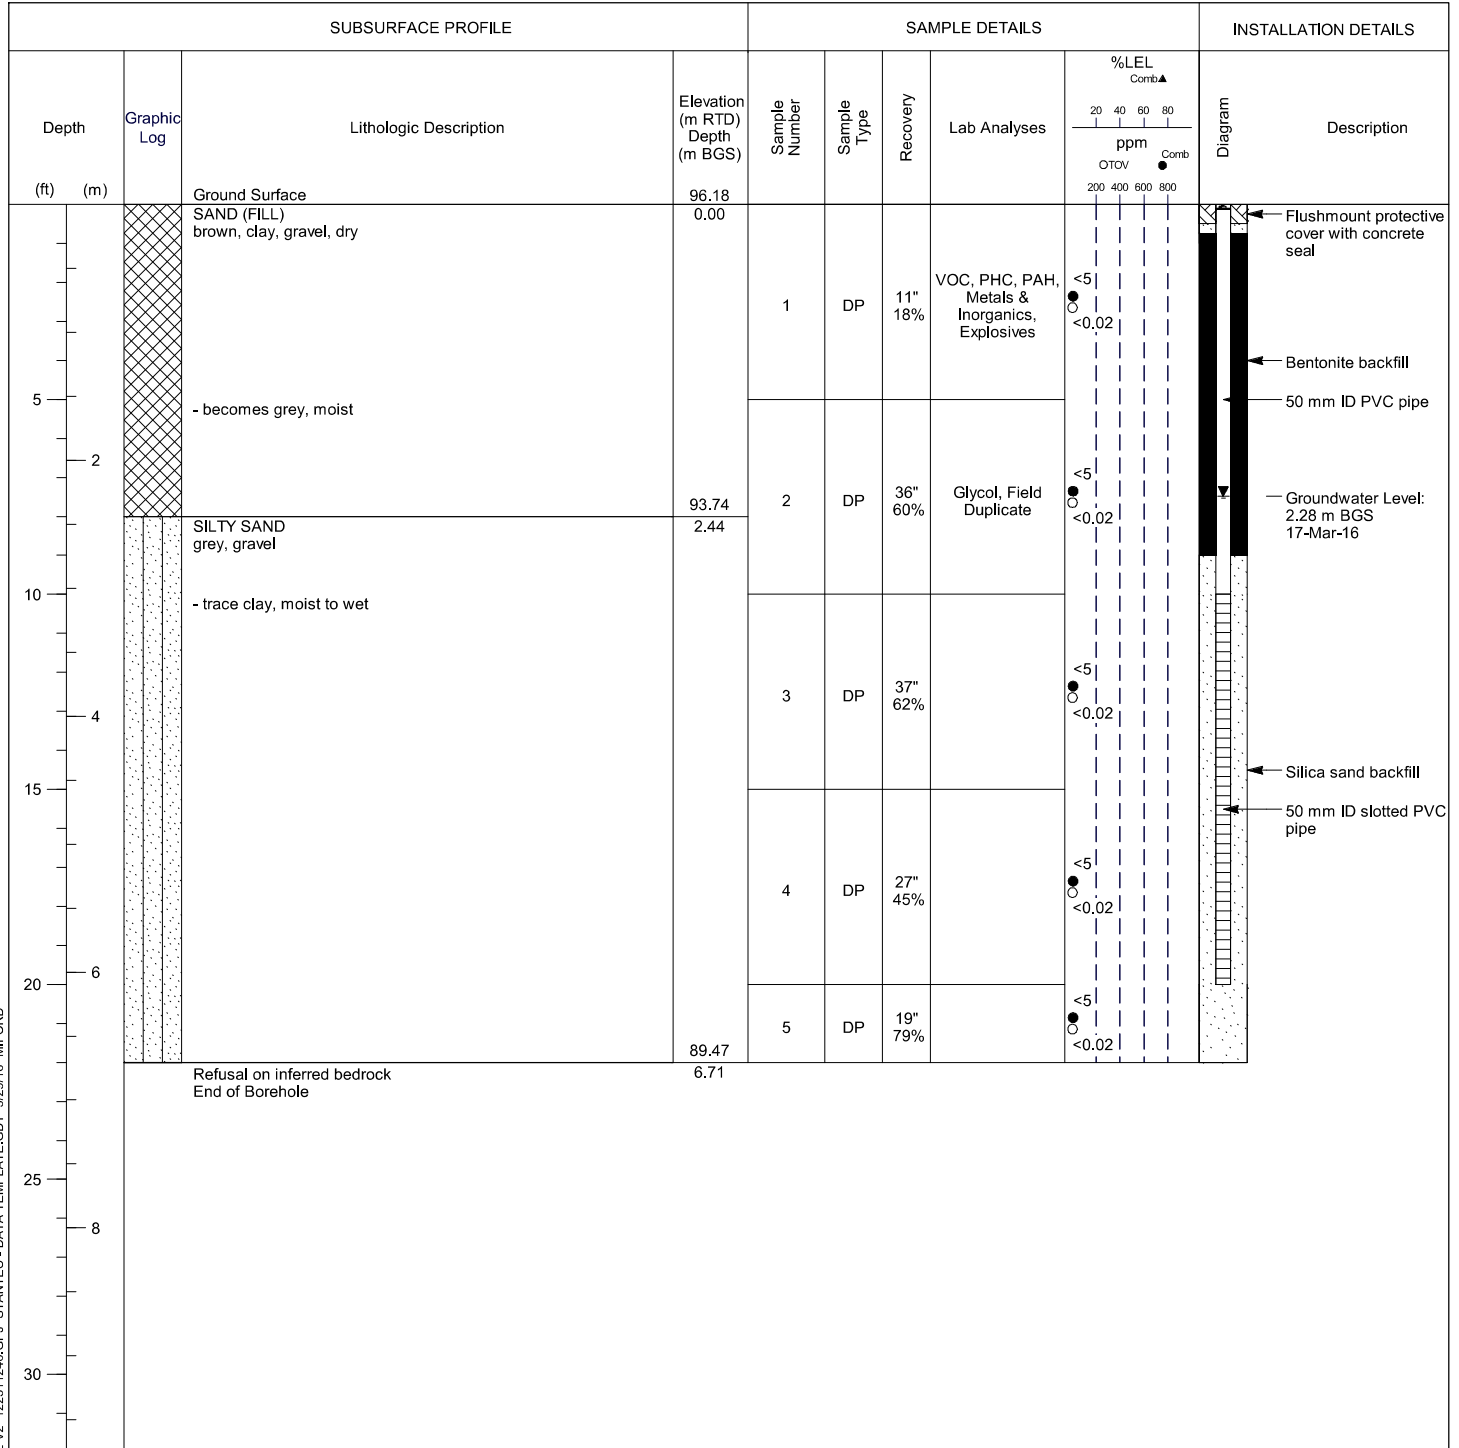 SUBSURFACE PROFILE
SAMPLE DETAILS
INSTALLATION DETAILS
Depth
(ft)
(m)
Graphic
Log
Lithologic Description
Elevation
(m RTD)
Depth
(m BGS)
Sample
Number
Sample
Type
Recovery
Lab Analyses
%LEL
Comb▲
20 40 60 80
ppm
○TOV
Comb
●
200 400 600 800
Diagram
Description
Ground Surface
96.18
SAND (FILL)
0.00
brown, clay, gravel, dry
Flushmount protective
cover with concrete
seal
1
DP
11"
18%
VOC, PHC, PAH,
Metals &
Inorganics,
Explosives
<5
<0.02
Bentonite backfill
5
- becomes grey, moist
50 mm ID PVC pipe
2
93.74
2
DP
36"
60%
Glycol, Field
Duplicate
<5
<0.02
Groundwater Level:
2.28 m BGS
17-Mar-16
SILTY SAND
2.44
grey, gravel
10
- trace clay, moist to wet
3
DP
37"
62%
<5
<0.02
4
Silica sand backfill
15
50 mm ID slotted PVC
pipe
4
DP
27"
45%
<5
<0.02
6
20
5
DP
19"
79%
<5
<0.02
89.47
Refusal on inferred bedrock
6.71
End of Borehole
25
8
30